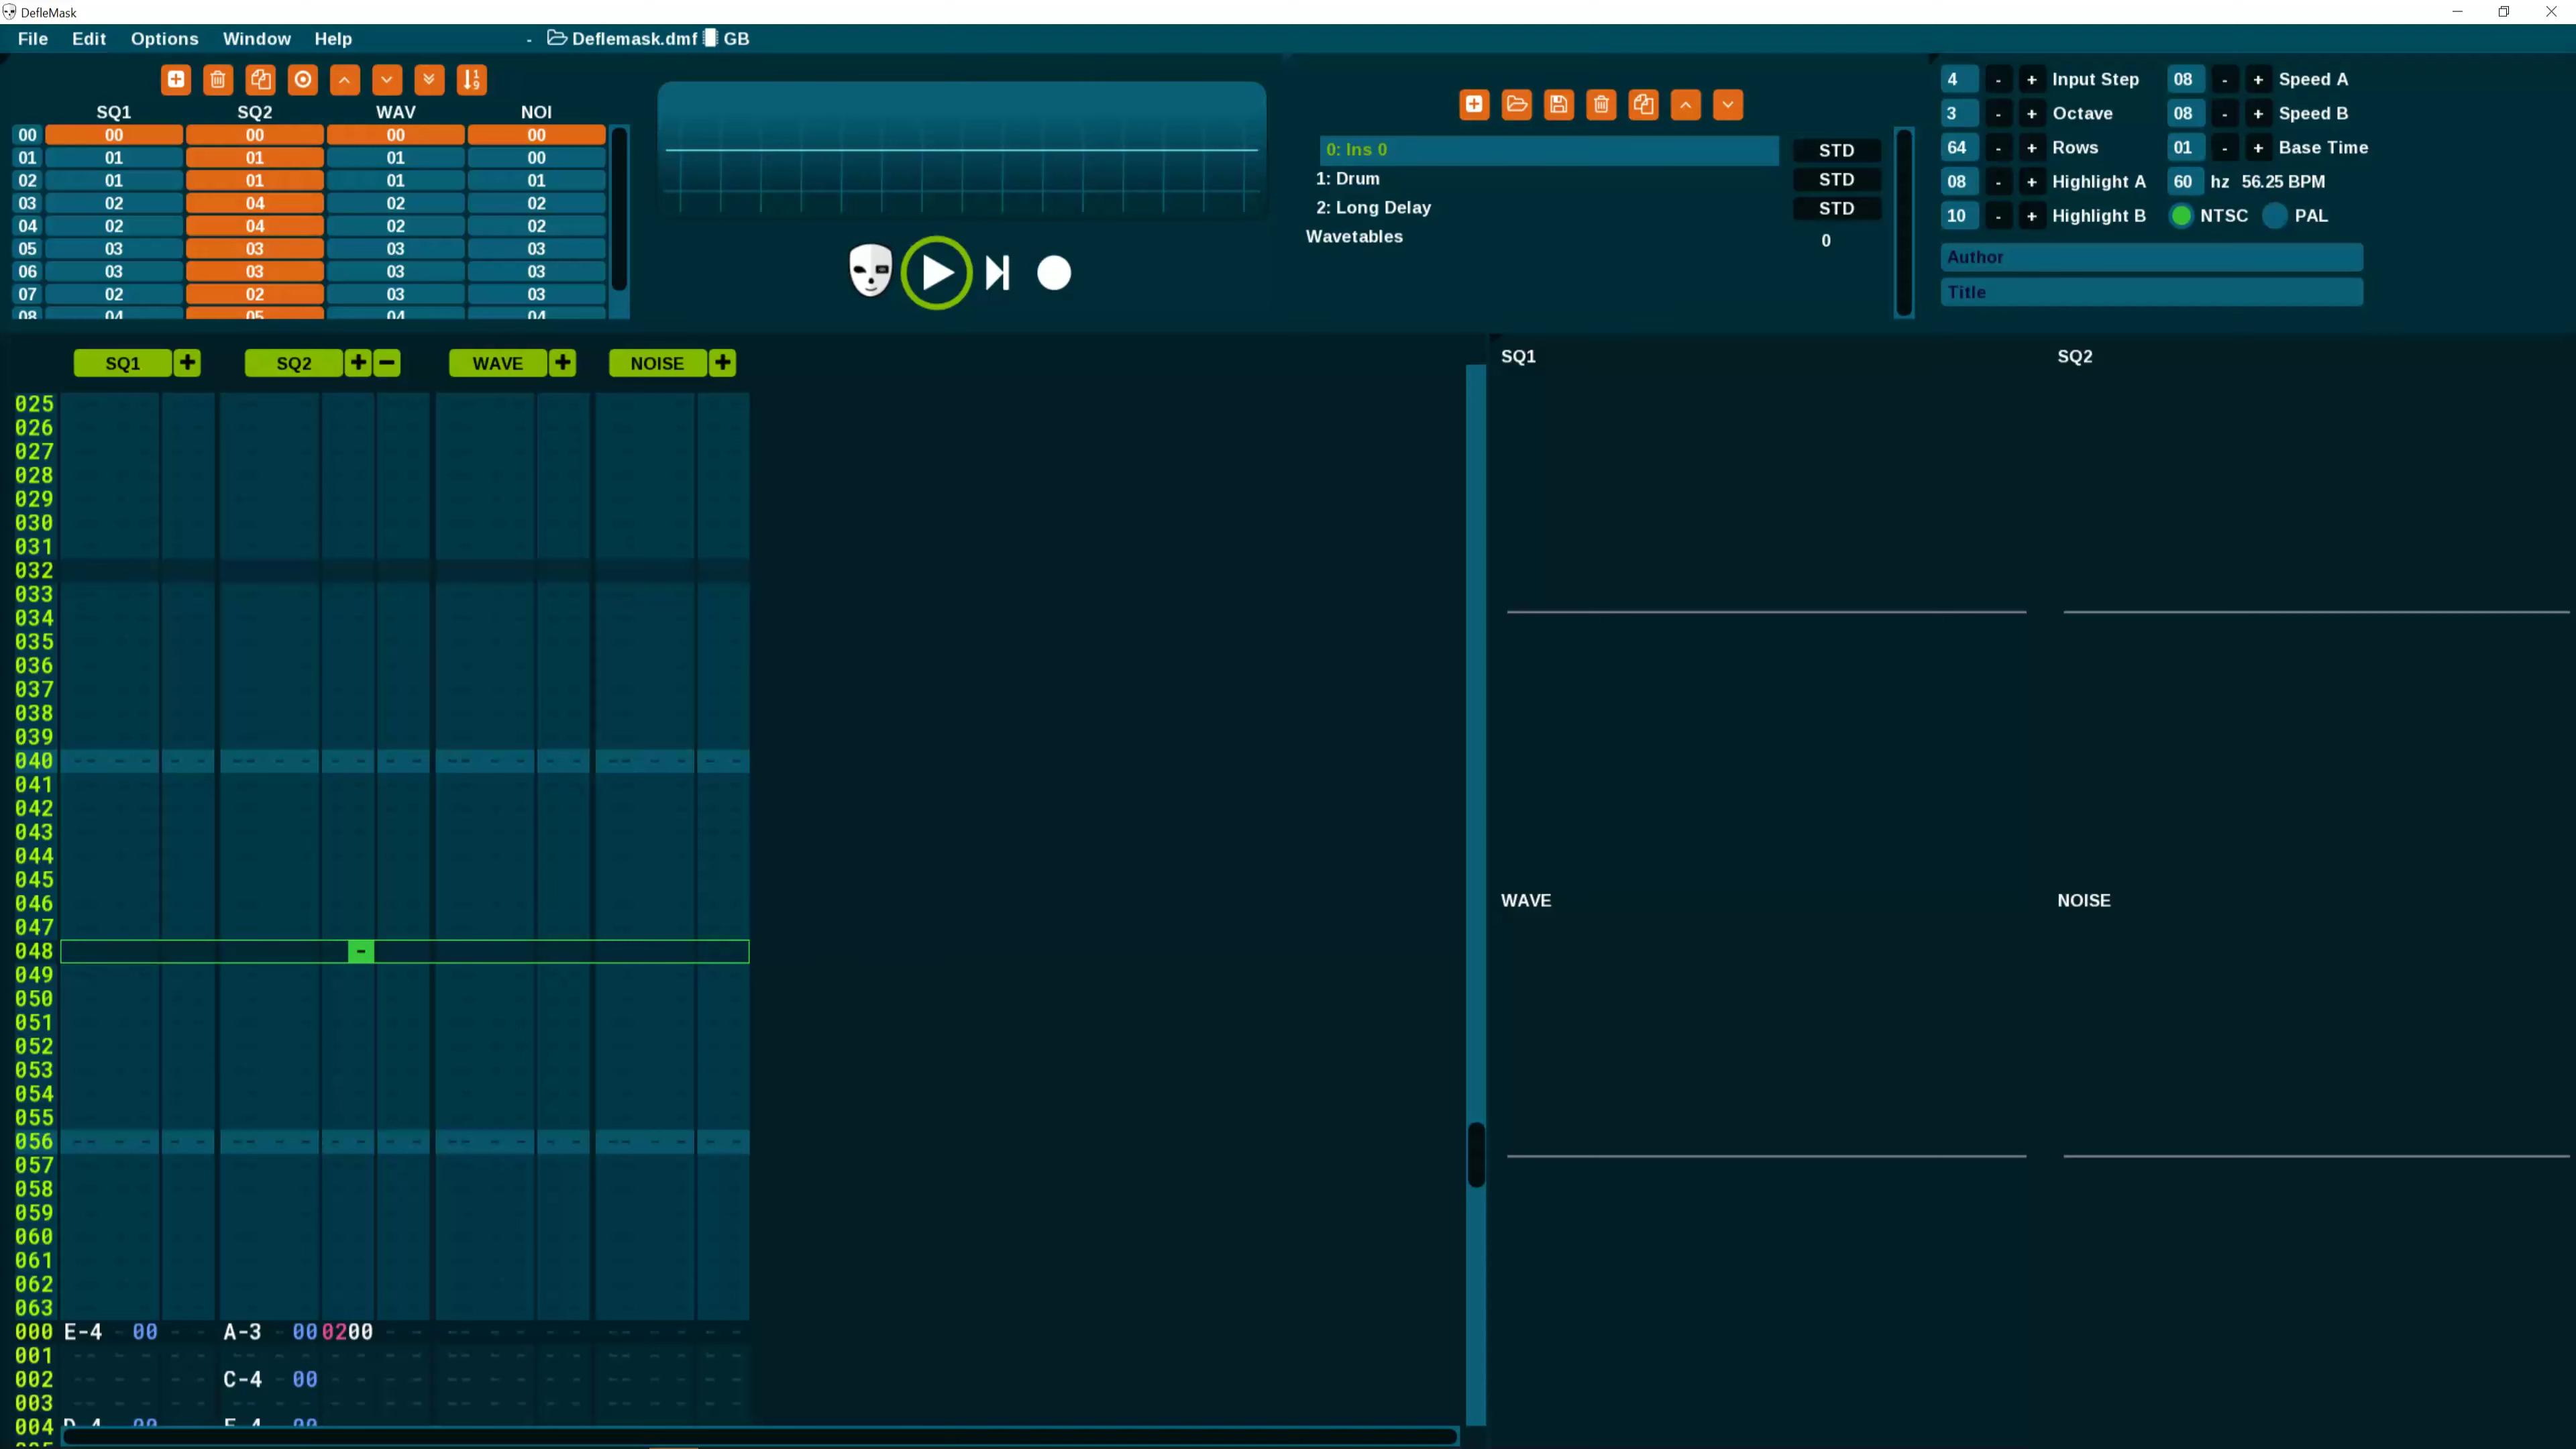 DefleMask
File Edit Options Window Help - Deflemask.dmf GB
SQ1 SQ2 WAV NOI
00 00 00 00 00
01 01 01 01 00
02 01 01 01 01
03 02 04 02 02
04 02 04 02 02
05 03 03 03 03
06 03 03 03 03
07 02 02 03 03
08 04 05 04 04
0: Ins 0 STD
1: Drum STD
2: Long Delay STD
Wavetables 0
4 - + Input Step 08 - + Speed A
3 - + Octave 08 - + Speed B
64 - + Rows 01 - + Base Time
08 - + Highlight A 60 hz 56.25 BPM
10 - + Highlight B NTSC PAL
Author
Title
SQ1 + SQ2 + - WAVE + NOISE +
025
026
027
028
029
030
031
032
033
034
035
036
037
038
039
040
041
042
043
044
045
046
047
048 -
049
050
051
052
053
054
055
056
057
058
059
060
061
062
063
000 E-4 00 A-3 00 0200
001
002 C-4 00
003
004
SQ1 SQ2
WAVE NOISE